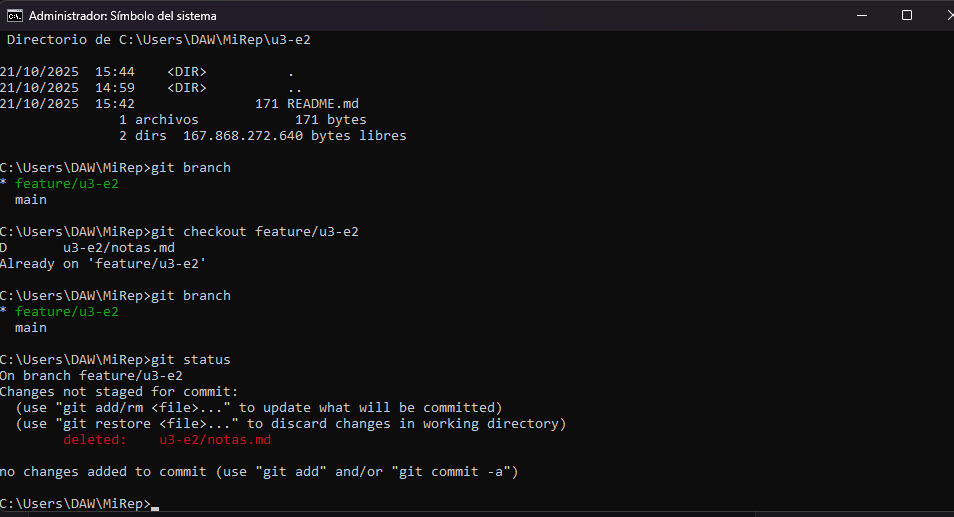 Administrador: Símbolo del sistema
Directorio de C:\Users\DAW\MiRep\u3-e2
21/10/2025  15:44    <DIR>          .
21/10/2025  14:59    <DIR>          ..
21/10/2025  15:42               171 README.md
               1 archivos            171 bytes
               2 dirs  167.868.272.640 bytes libres
C:\Users\DAW\MiRep>git branch
* feature/u3-e2
  main
C:\Users\DAW\MiRep>git checkout feature/u3-e2
D       u3-e2/notas.md
Already on 'feature/u3-e2'
C:\Users\DAW\MiRep>git branch
* feature/u3-e2
  main
C:\Users\DAW\MiRep>git status
On branch feature/u3-e2
Changes not staged for commit:
  (use "git add/rm <file>..." to update what will be committed)
  (use "git restore <file>..." to discard changes in working directory)
        deleted:    u3-e2/notas.md
no changes added to commit (use "git add" and/or "git commit -a")
C:\Users\DAW\MiRep>